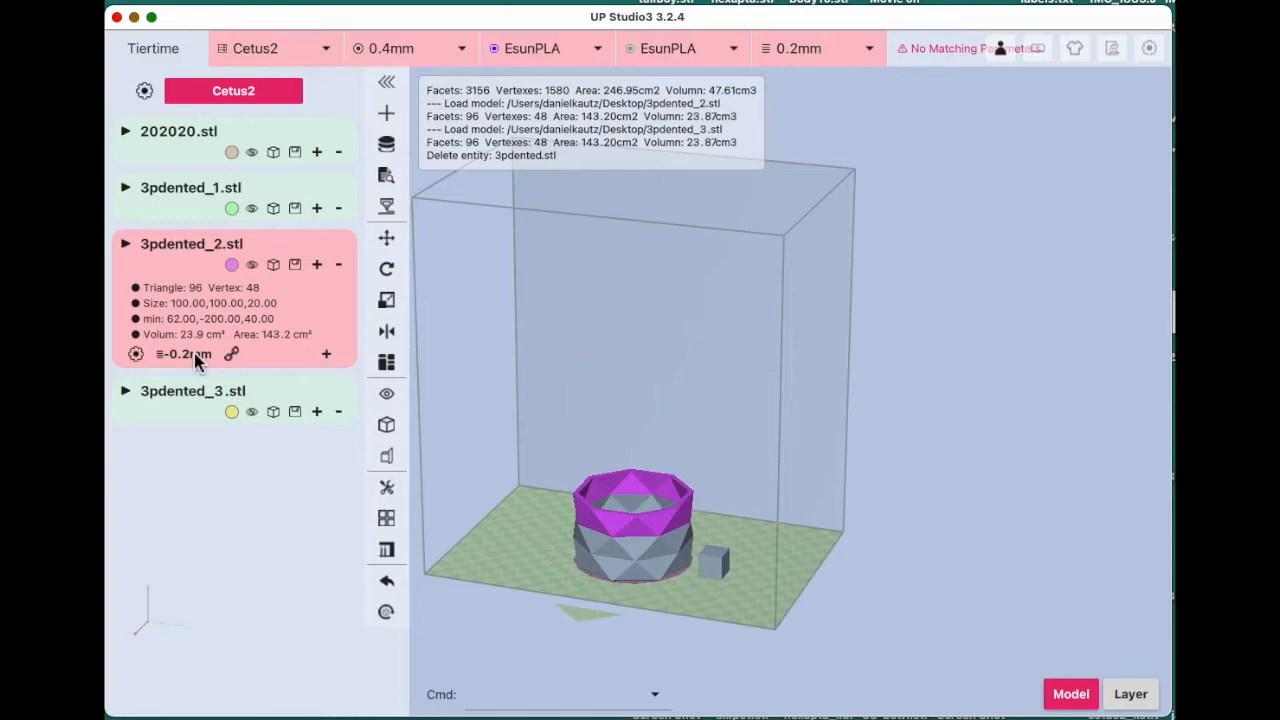 UP Studio3 3.2.4
Tiertime
Cetus2
0.4mm
EsunPLA
EsunPLA
0.2mm
No Matching Parameters
Cetus2
202020.stl
3pdented_1.stl
3pdented_2.stl
Triangle: 96 Vertex: 48
Size: 100.00,100.00,20.00
min: 62.00,-200.00,40.00
Volum: 23.9 cm³ Area: 143.2 cm²
-0.2mm
3pdented_3.stl
Facets: 3156 Vertexes: 1580 Area: 246.95cm2 Volumn: 47.61cm3
--- Load model: /Users/danielkautz/Desktop/3pdented_2.stl
Facets: 96 Vertexes: 48 Area: 143.20cm2 Volumn: 23.87cm3
--- Load model: /Users/danielkautz/Desktop/3pdented_3.stl
Facets: 96 Vertexes: 48 Area: 143.20cm2 Volumn: 23.87cm3
Delete entity: 3pdented.stl
Cmd:
Model
Layer